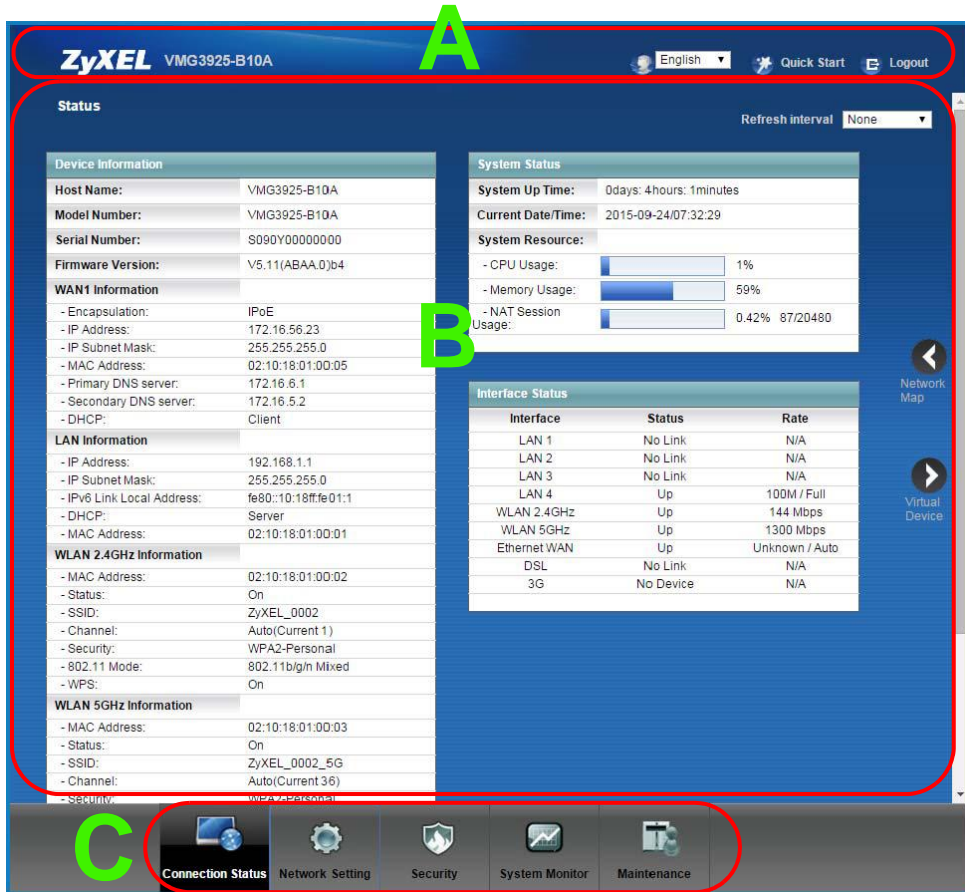 A
ZyXEL VMG3925-B10A English Quick Start Logout
Status
Refresh interval None
Device Information
Host Name: VMG3925-B10A
Model Number: VMG3925-B10A
Serial Number: S090Y00000000
Firmware Version: V5.11(ABAA.0)b4
WAN1 Information
- Encapsulation: IPoE
- IP Address: 172.16.56.23
- IP Subnet Mask: 255.255.255.0
- MAC Address: 02:10:18:01:00:05
- Primary DNS server: 172.16.6.1
- Secondary DNS server: 172.16.5.2
- DHCP: Client
LAN Information
- IP Address: 192.168.1.1
- IP Subnet Mask: 255.255.255.0
- IPv6 Link Local Address: fe80::10:18ff:fe01:1
- DHCP: Server
- MAC Address: 02:10:18:01:00:01
WLAN 2.4GHz Information
- MAC Address: 02:10:18:01:00:02
- Status: On
- SSID: ZyXEL_0002
- Channel: Auto(Current 1)
- Security: WPA2-Personal
- 802.11 Mode: 802.11b/g/n Mixed
- WPS: On
WLAN 5GHz Information
- MAC Address: 02:10:18:01:00:03
- Status: On
- SSID: ZyXEL_0002_5G
- Channel: Auto(Current 36)
- Security: WPA2-Personal
System Status
System Up Time: 0days: 4hours: 1minutes
Current Date/Time: 2015-09-24/07:32:29
System Resource:
- CPU Usage: 1%
- Memory Usage: 59%
- NAT Session
Usage: 0.42% 87/20480
B
Interface Status
Interface Status Rate
LAN 1 No Link N/A
LAN 2 No Link N/A
LAN 3 No Link N/A
LAN 4 Up 100M / Full
WLAN 2.4GHz Up 144 Mbps
WLAN 5GHz Up 1300 Mbps
Ethernet WAN Up Unknown / Auto
DSL No Link N/A
3G No Device N/A
Network
Map
Virtual
Device
C
Connection Status Network Setting Security System Monitor Maintenance